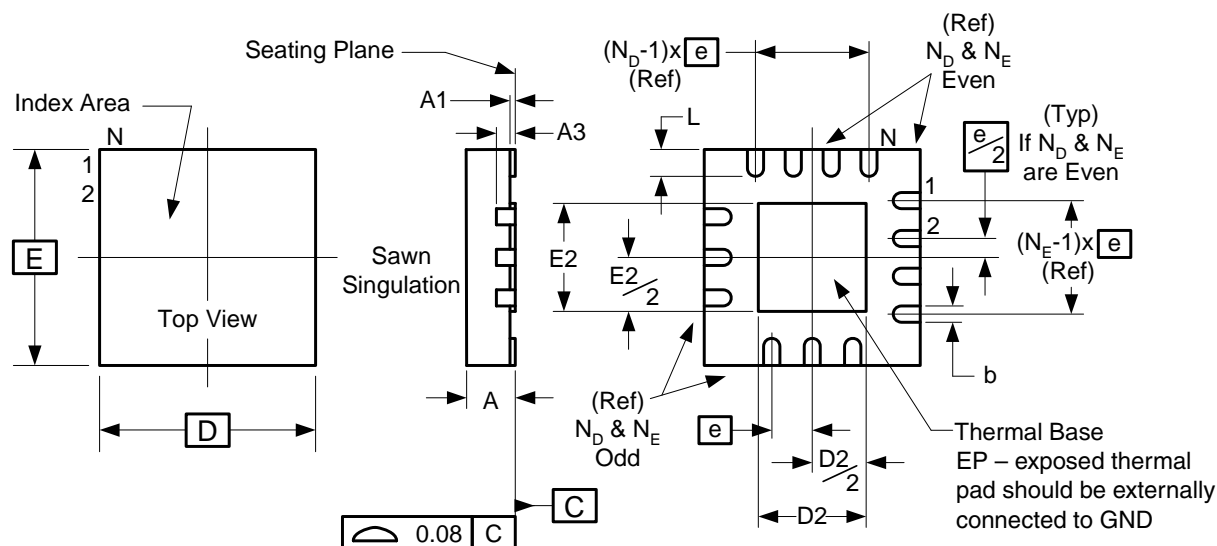 Seating Plane
Index Area
N
1
2
E
Top View
D
A1
A3
Sawn
Singulation
A
C
0.08 C
(N_D-1)x e
(Ref)
(Ref)
N_D & N_E
Even
L
N
e/2
(Typ)
If N_D & N_E
are Even
1
2
(N_E-1)x e
(Ref)
E2
E2/2
b
(Ref)
N_D & N_E
Odd
e
D2/2
D2
Thermal Base
EP – exposed thermal
pad should be externally
connected to GND